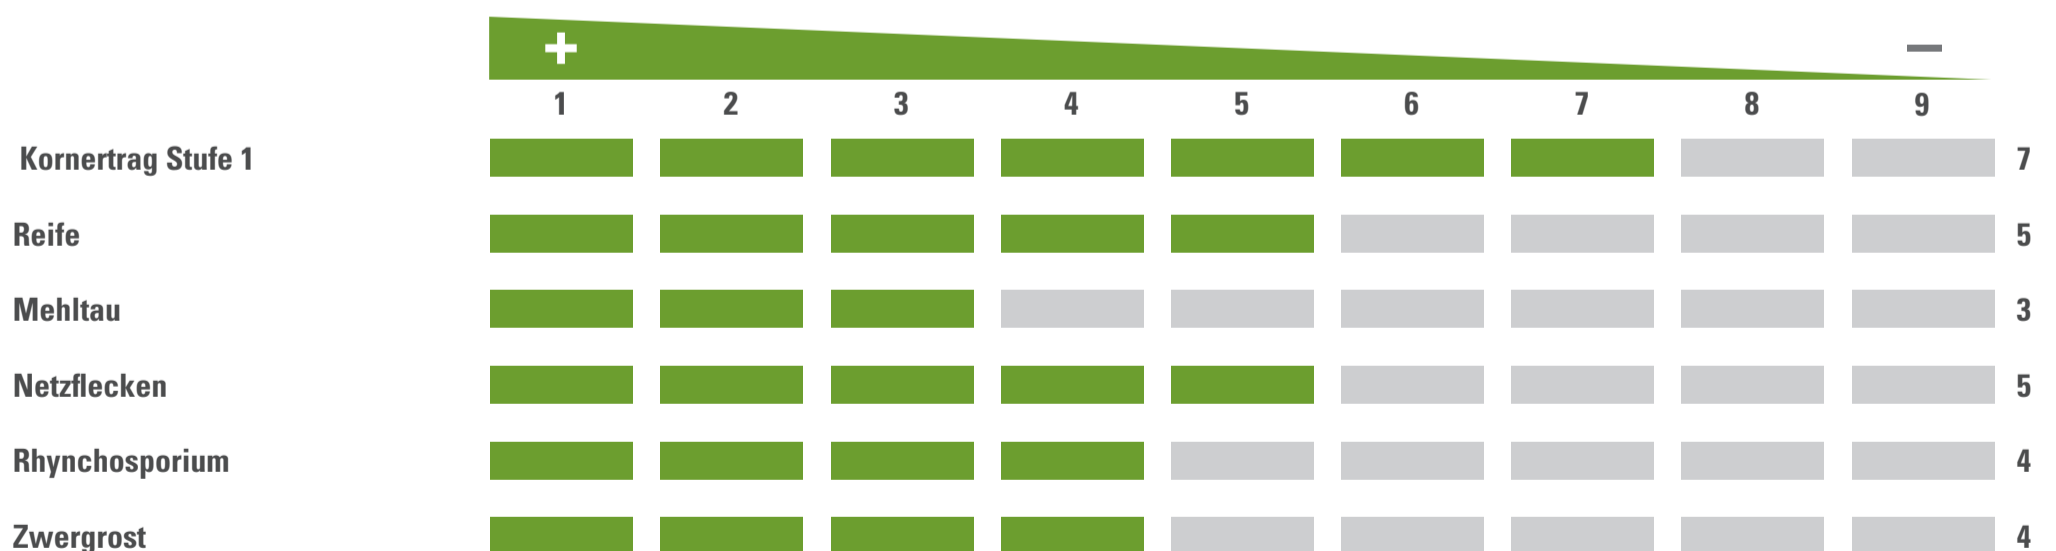 + –
1 2 3 4 5 6 7 8 9
Kornertrag Stufe 1 7
Reife 5
Mehltau 3
Netzflecken 5
Rhynchosporium 4
Zwergrost 4